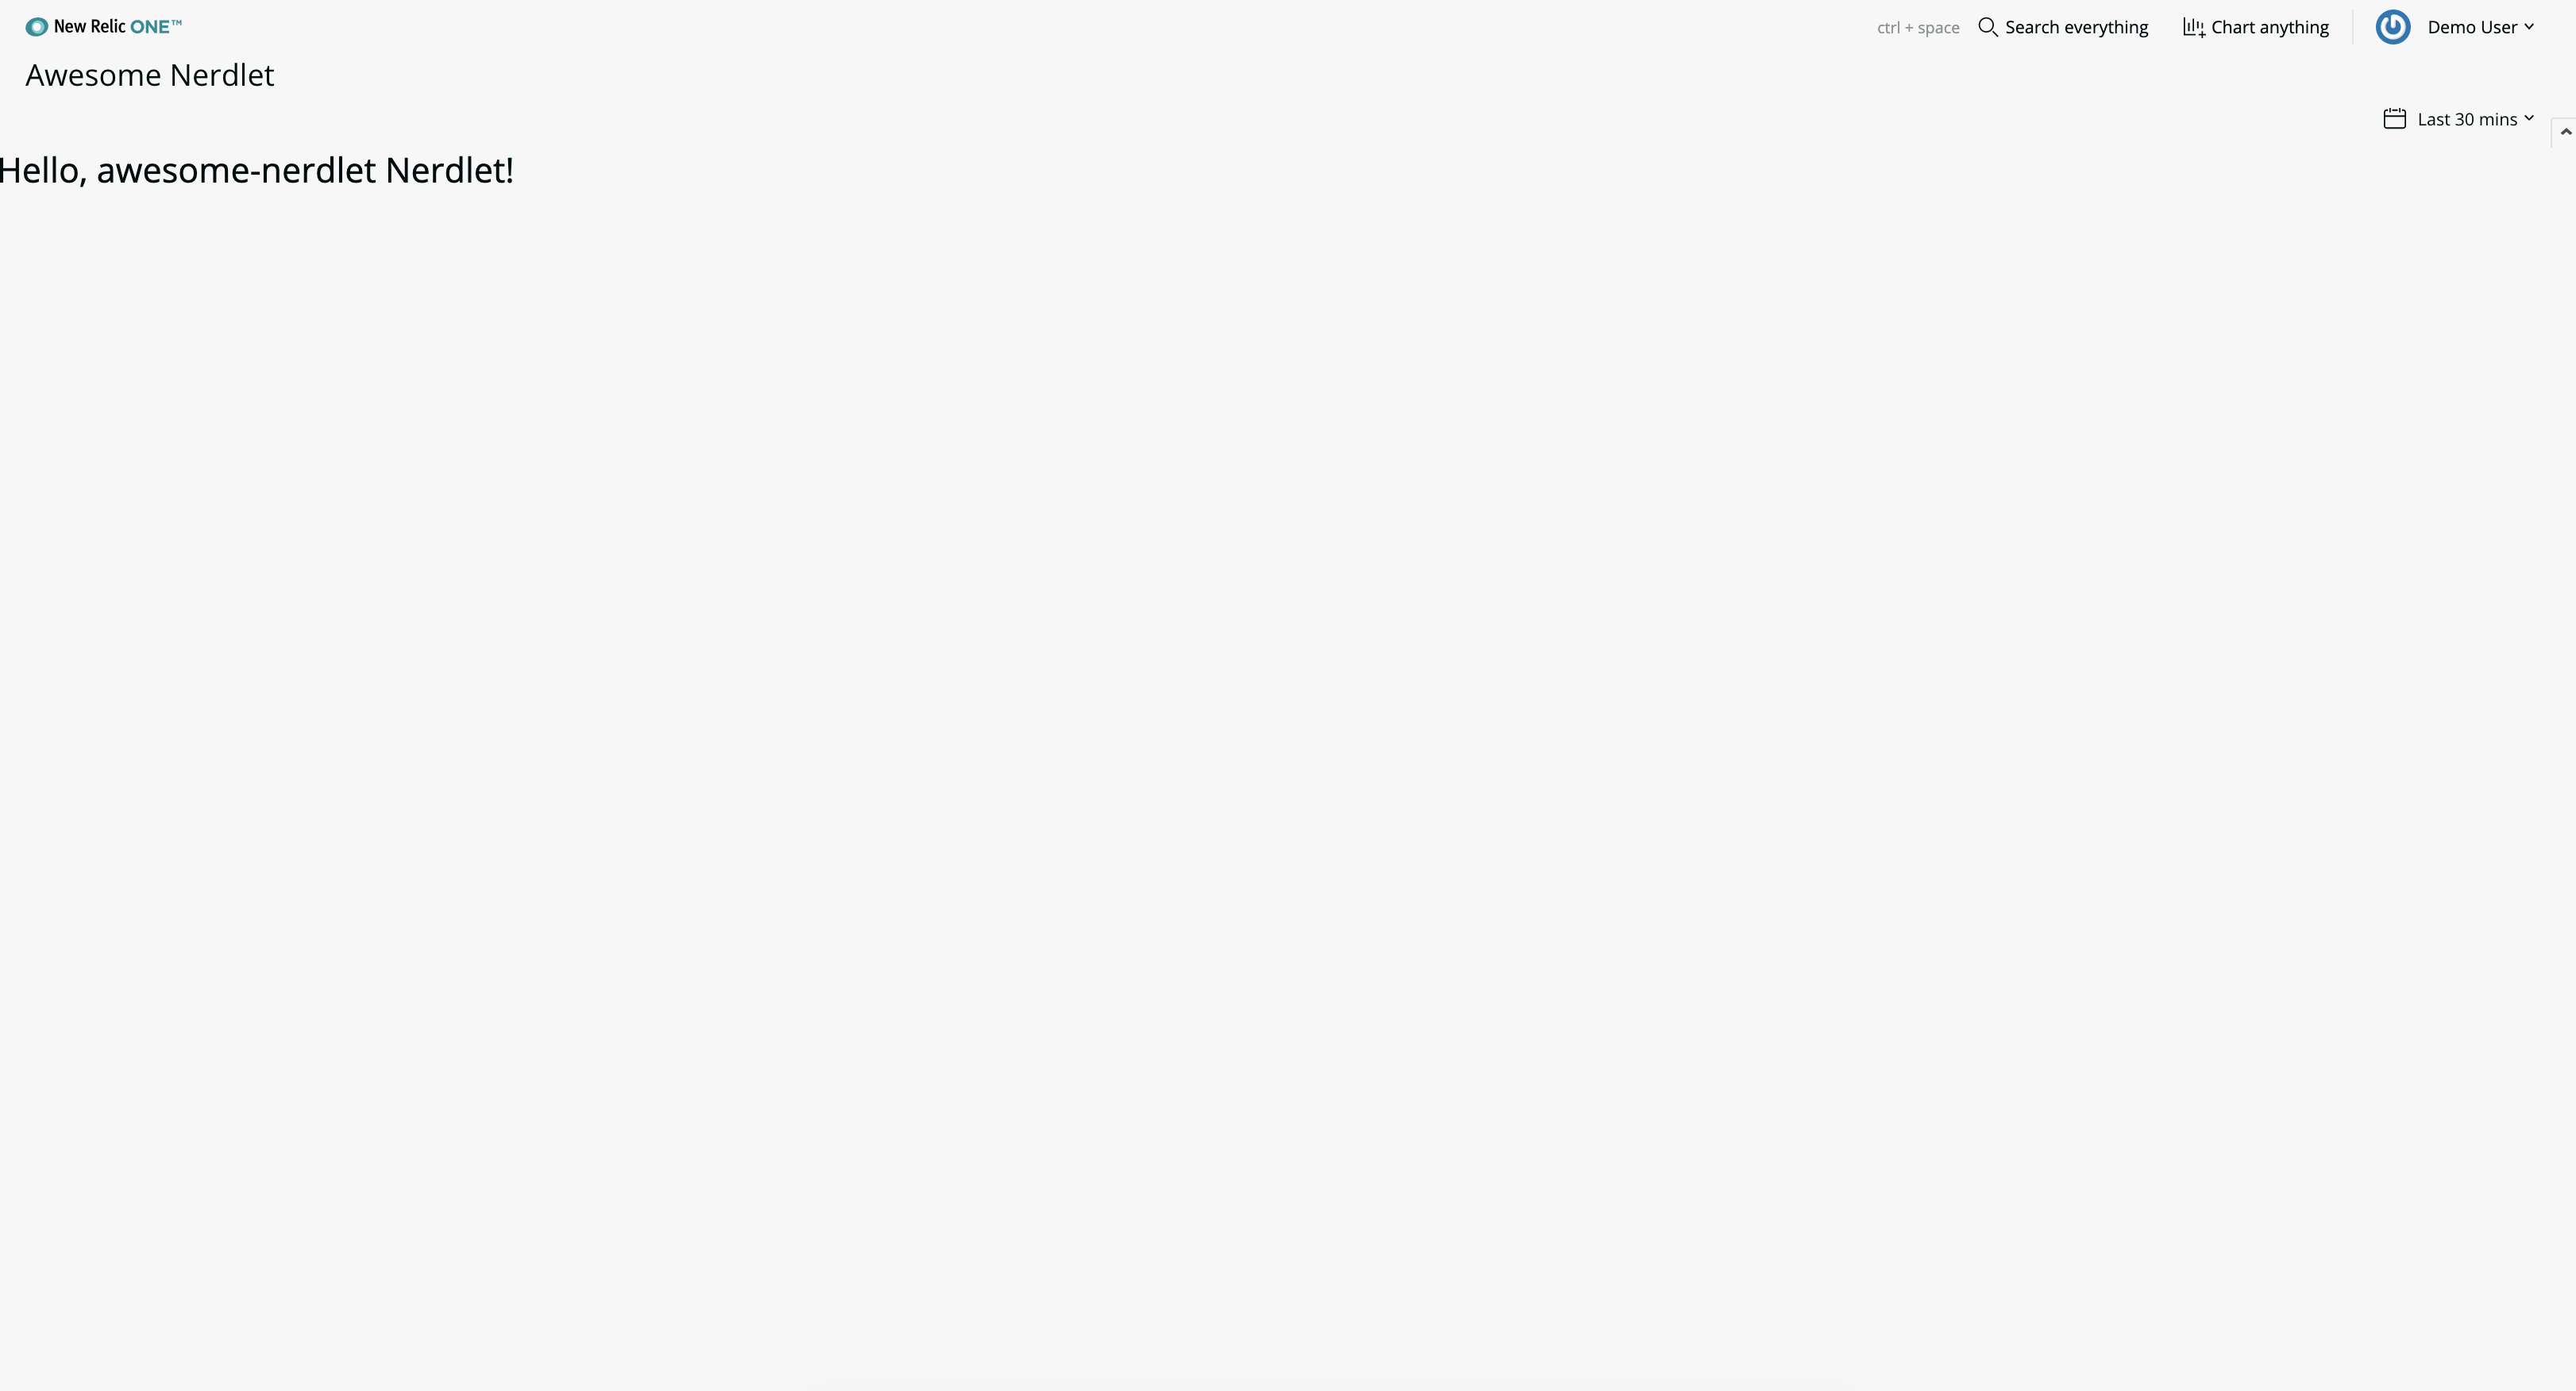 New Relic ONE™
ctrl + space Search everything Chart anything Demo User
Awesome Nerdlet
Last 30 mins
Hello, awesome-nerdlet Nerdlet!